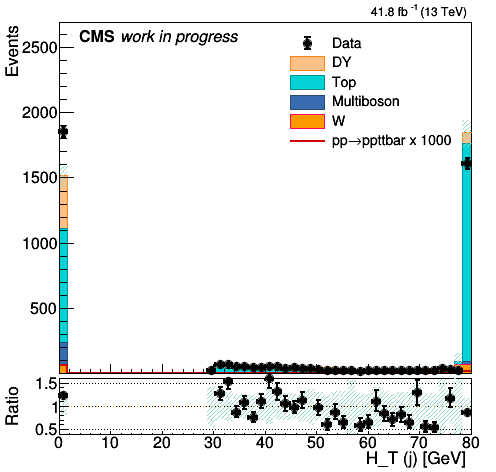 41.8 fb⁻¹ (13 TeV)
CMS work in progress
Events
2500
2000
1500
1000
500
Data
DY
Top
Multiboson
W
pp→ppttbar x 1000
Ratio
1.5
1
0.5
0 10 20 30 40 50 60 70 80
H_T (j) [GeV]